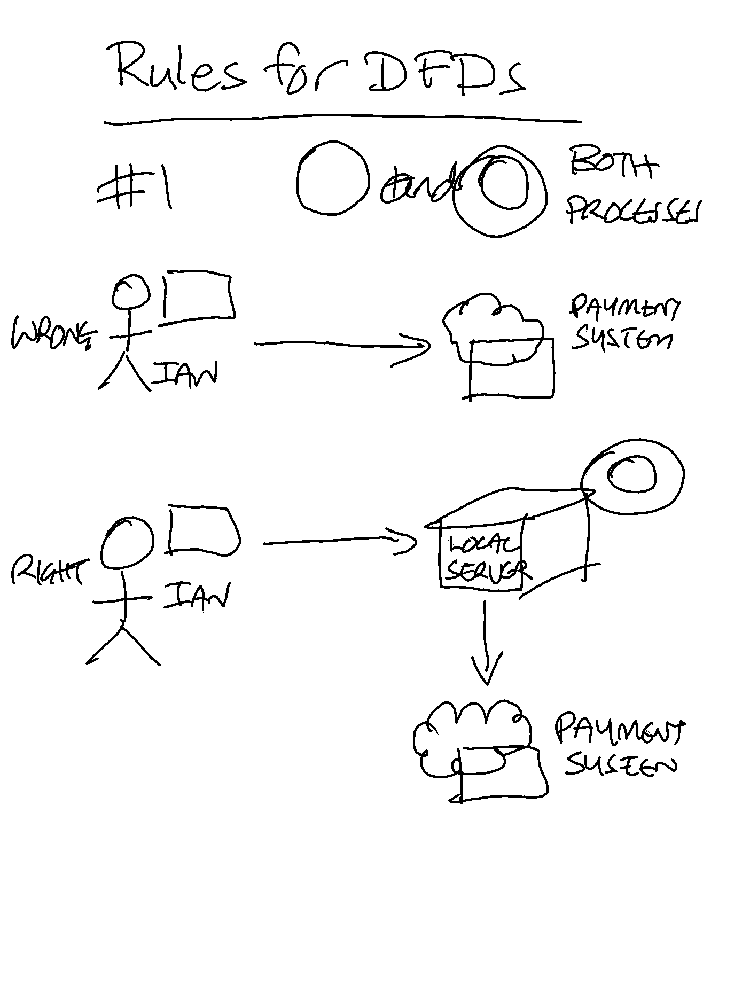 Rules for DFDs
#1
and
BOTH
PROCESSES
WRONG
IAN
PAYMENT
SYSTEM
RIGHT
IAN
LOCAL
SERVER
PAYMENT
SYSTEM